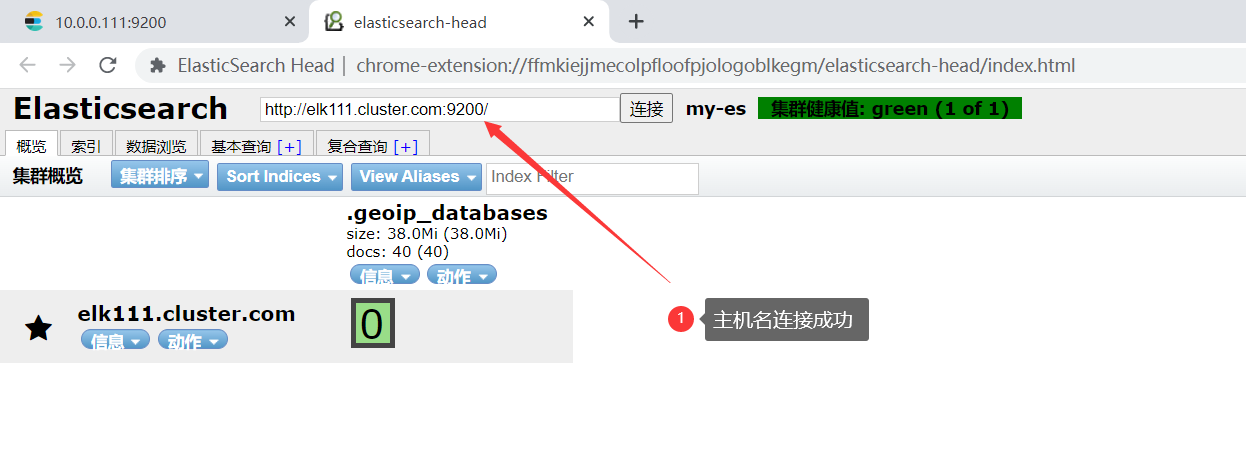 10.0.0.111:9200
elasticsearch-head
ElasticSearch Head | chrome-extension://ffmkiejjmecolpfloofpjologoblkegm/elasticsearch-head/index.html
Elasticsearch http://elk111.cluster.com:9200/ 连接 my-es 集群健康值: green (1 of 1)
概览 索引 数据浏览 基本查询 [+] 复合查询 [+]
集群概览 集群排序 Sort Indices View Aliases Index Filter
.geoip_databases
size: 38.0Mi (38.0Mi)
docs: 40 (40)
信息 动作
elk111.cluster.com 0
信息 动作
1 主机名连接成功